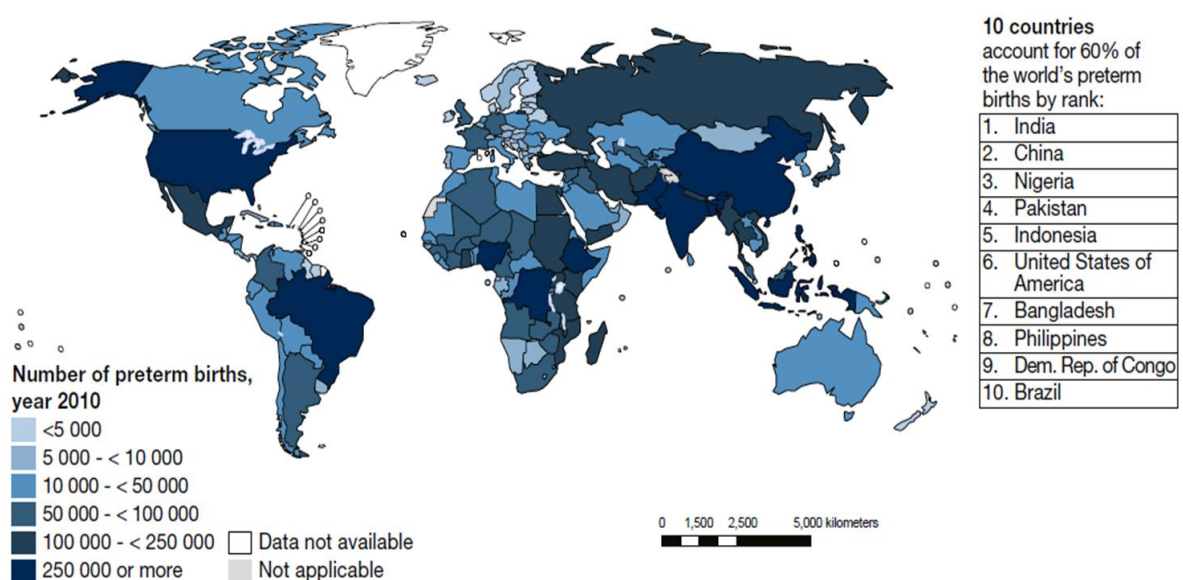 10 countries
account for 60% of
the world's preterm
births by rank:
1. India
2. China
3. Nigeria
4. Pakistan
5. Indonesia
6. United States of
America
7. Bangladesh
8. Philippines
9. Dem. Rep. of Congo
10. Brazil
Number of preterm births,
year 2010
<5 000
5 000 - < 10 000
10 000 - < 50 000
50 000 - < 100 000
100 000 - < 250 000
250 000 or more
Data not available
Not applicable
0 1,500 2,500 5,000 kilometers